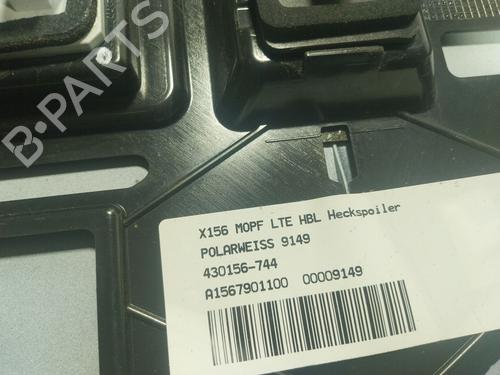 B-PARTS
X156 MOPF LTE HBL Heckspoiler
POLARWEISS 9149
430156-744
A1567901100 00009149